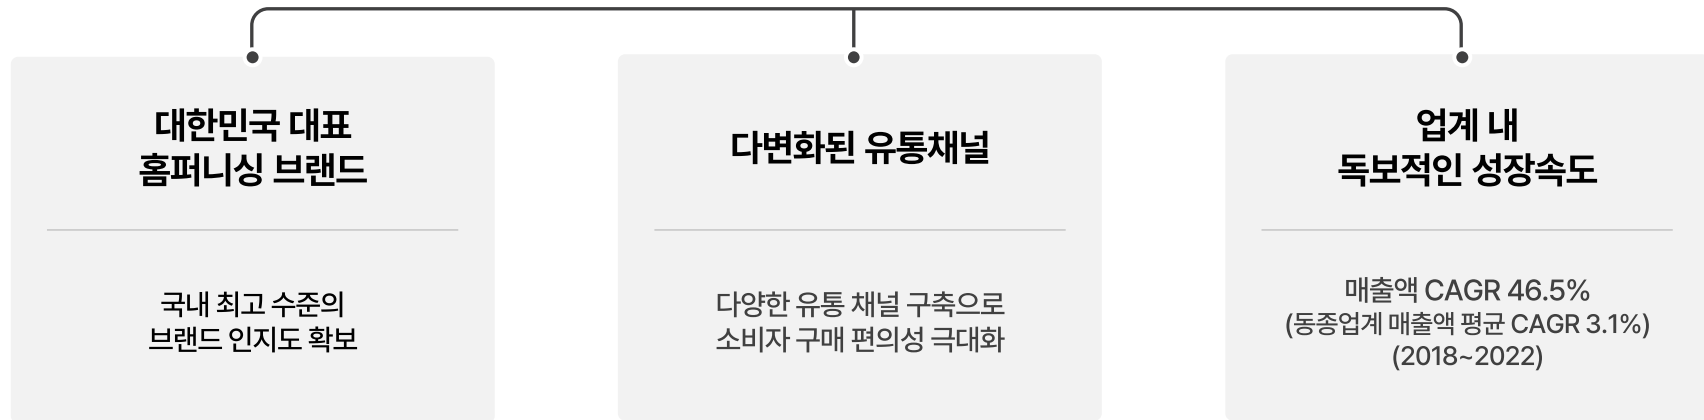 대한민국 대표
홈퍼니싱 브랜드
국내 최고 수준의
브랜드 인지도 확보
다변화된 유통채널
다양한 유통 채널 구축으로
소비자 구매 편의성 극대화
업계 내
독보적인 성장속도
매출액 CAGR 46.5%
(동종업계 매출액 평균 CAGR 3.1%)
(2018~2022)